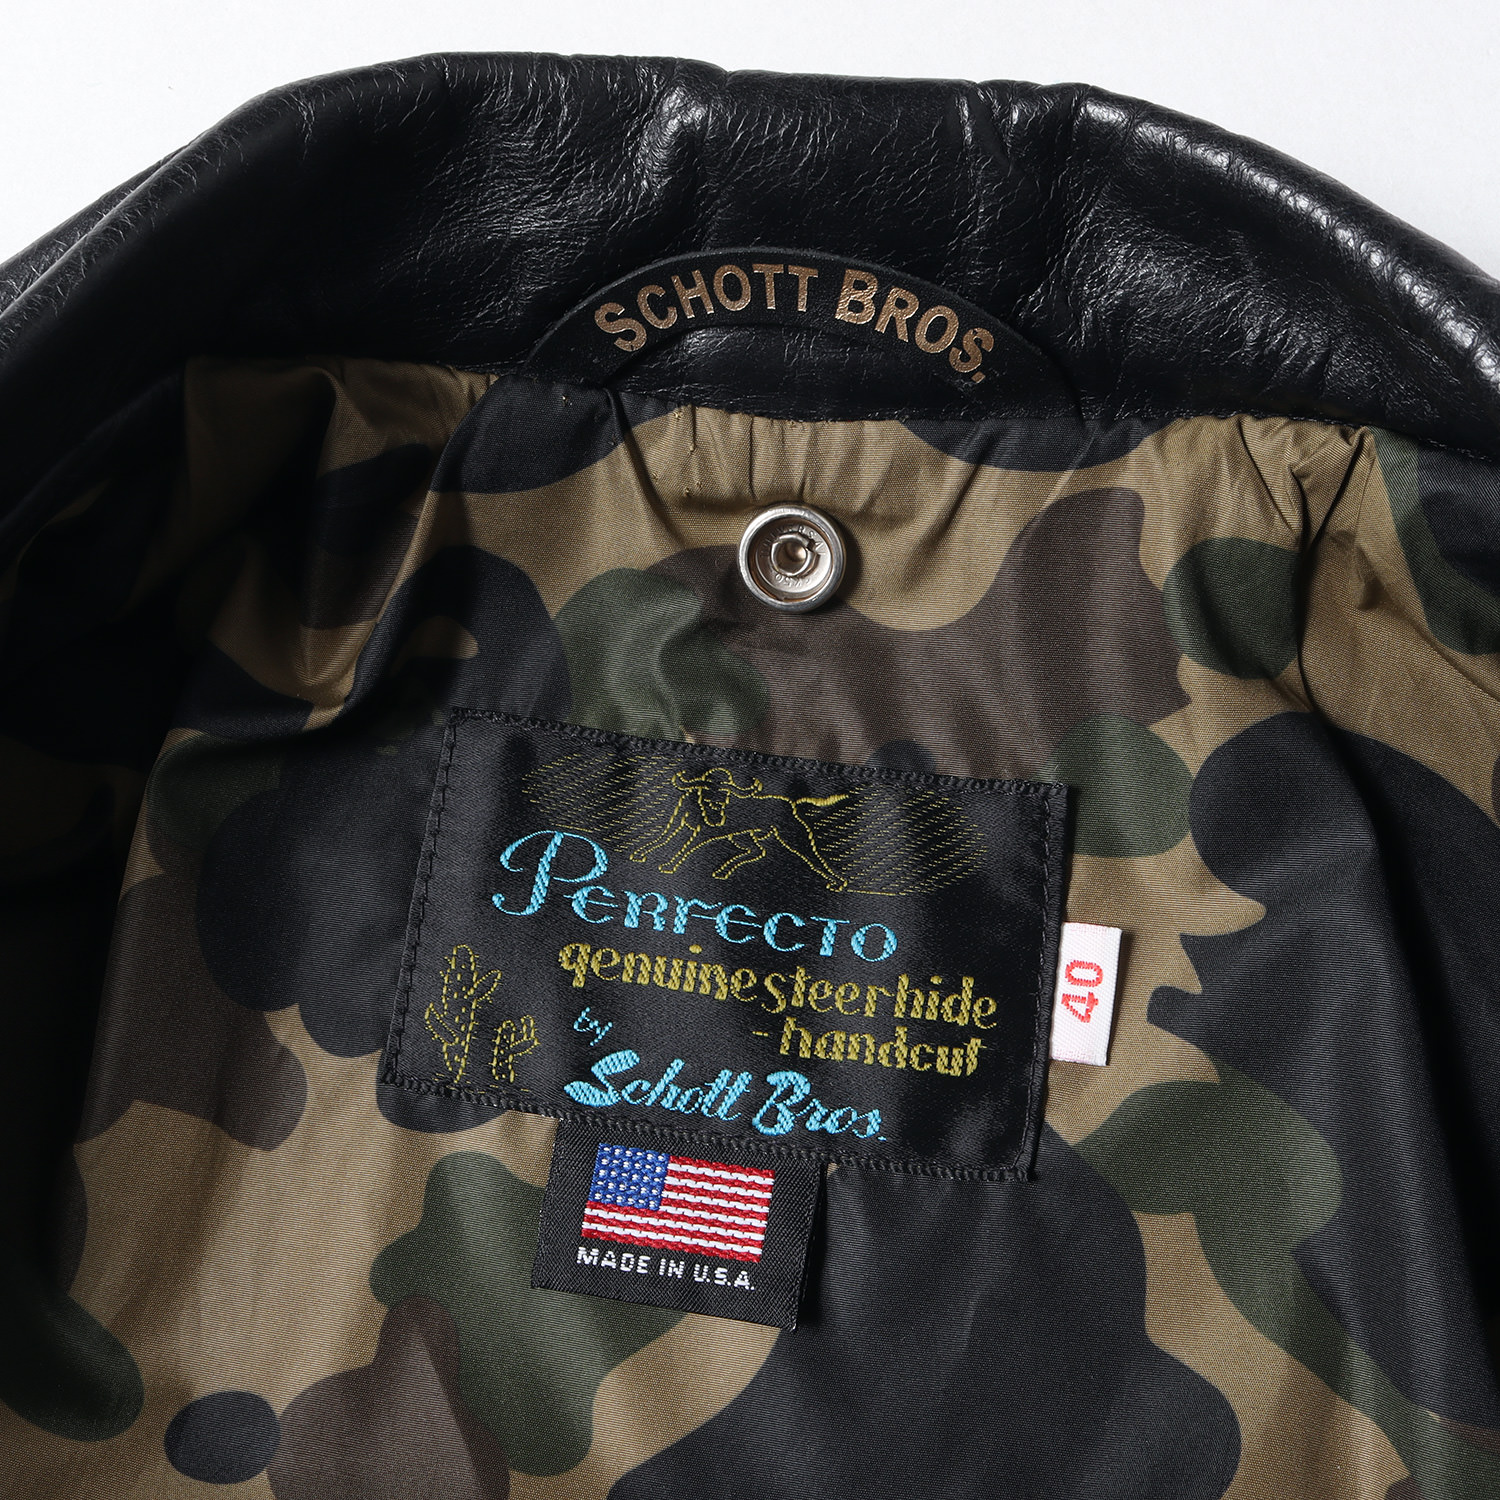 SCHOTT BROS.
PERFECTO
genuine steerhide
-handcut
by
Schott Bros.
40
MADE IN U.S.A.